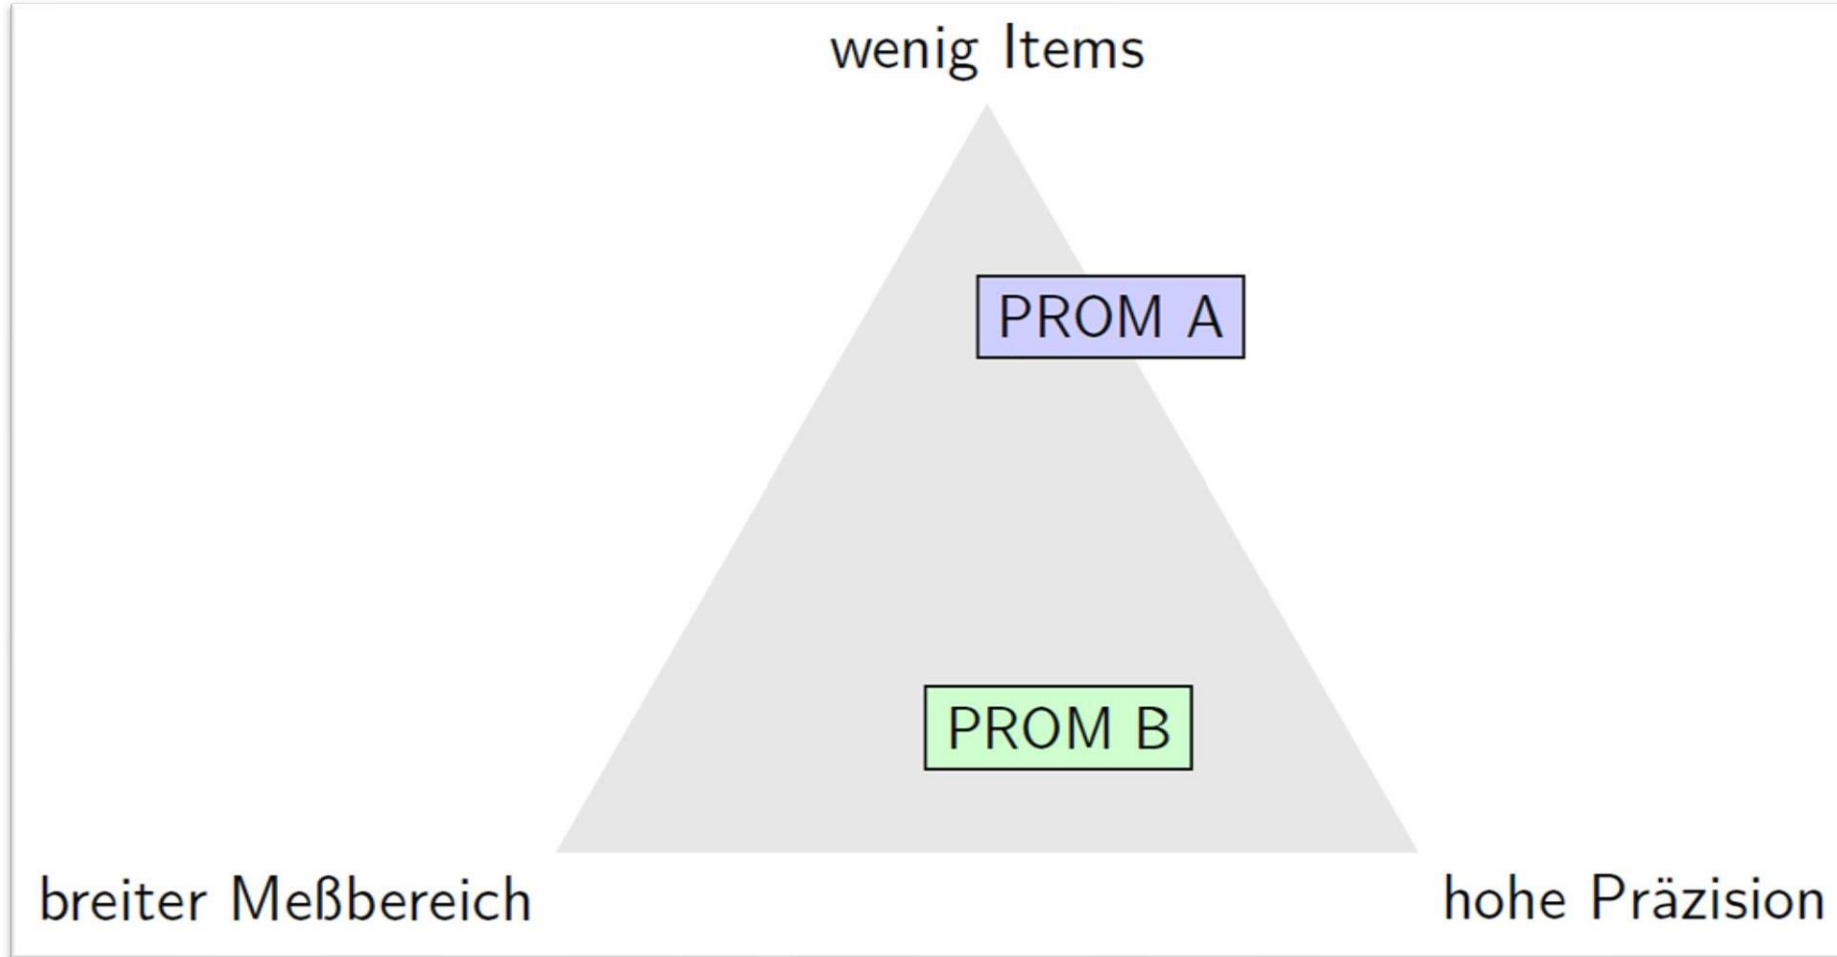 wenig Items
PROM A
PROM B
breiter Meßbereich
hohe Präzision